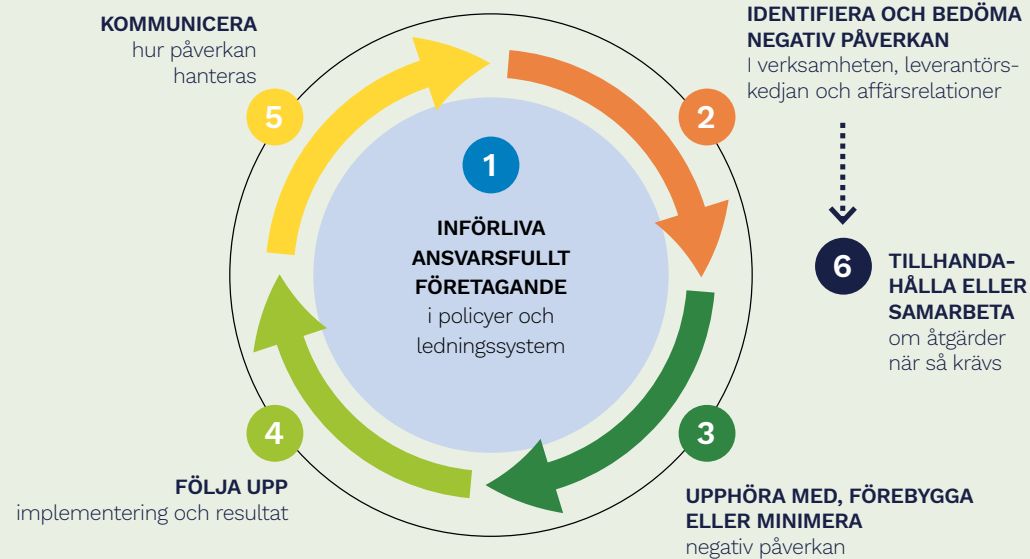 1
INFÖRLIVA
ANSVARSFULLT
FÖRETAGANDE
i policyer och
ledningssystem
2
IDENTIFIERA OCH BEDÖMA
NEGATIV PÅVERKAN
I verksamheten, leverantörs-
kedjan och affärsrelationer
3
UPPHÖRA MED, FÖREBYGGA
ELLER MINIMERA
negativ påverkan
4
FÖLJA UPP
implementering och resultat
5
KOMMUNICERA
hur påverkan
hanteras
6
TILLHANDA-
HÅLLA ELLER
SAMARBETA
om åtgärder
när så krävs